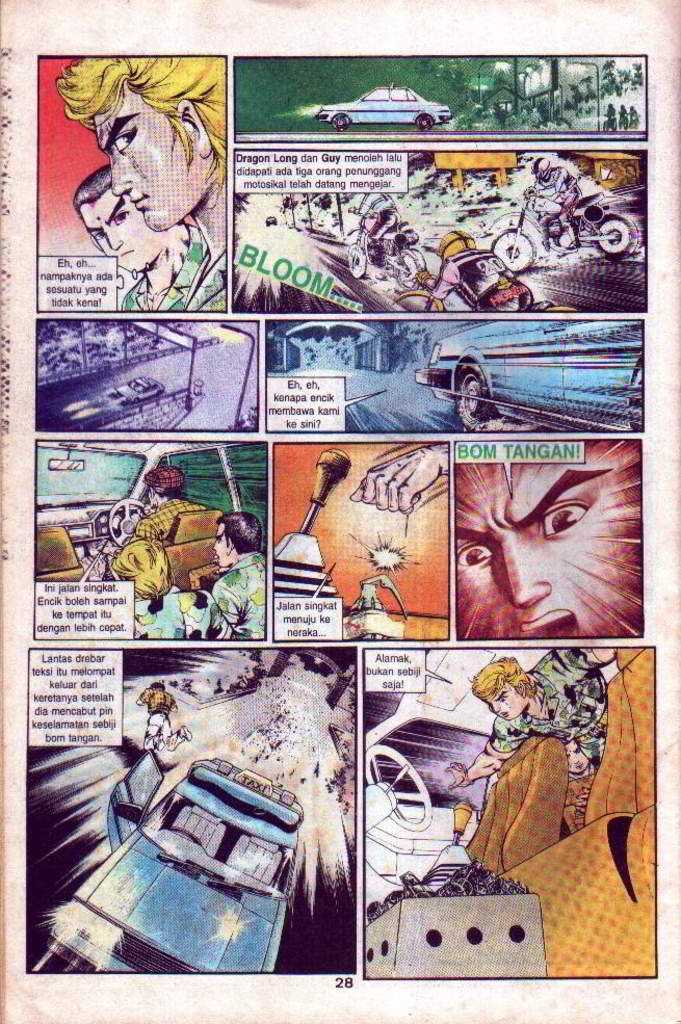 Eh, eh...
nampaknya ada
sesuatu yang
tidak kena!
Dragon Long dan Guy menoleh lalu
didapati ada tiga orang penunggang
motosikal telah datang mengejar.
BLOOM.....
Eh, eh,
kenapa encik
membawa kami
ke sini?
Ini jalan singkat.
Encik boleh sampai
ke tempat itu
dengan lebih cepat.
Jalan singkat
menuju ke
neraka...
BOM TANGAN!
Lantas drebar
teksi itu melompat
keluar dari
keretanya setelah
dia mencabut pin
keselamatan sebiji
bom tangan.
TAXI
Alamak,
bukan sebiji
saja!
28